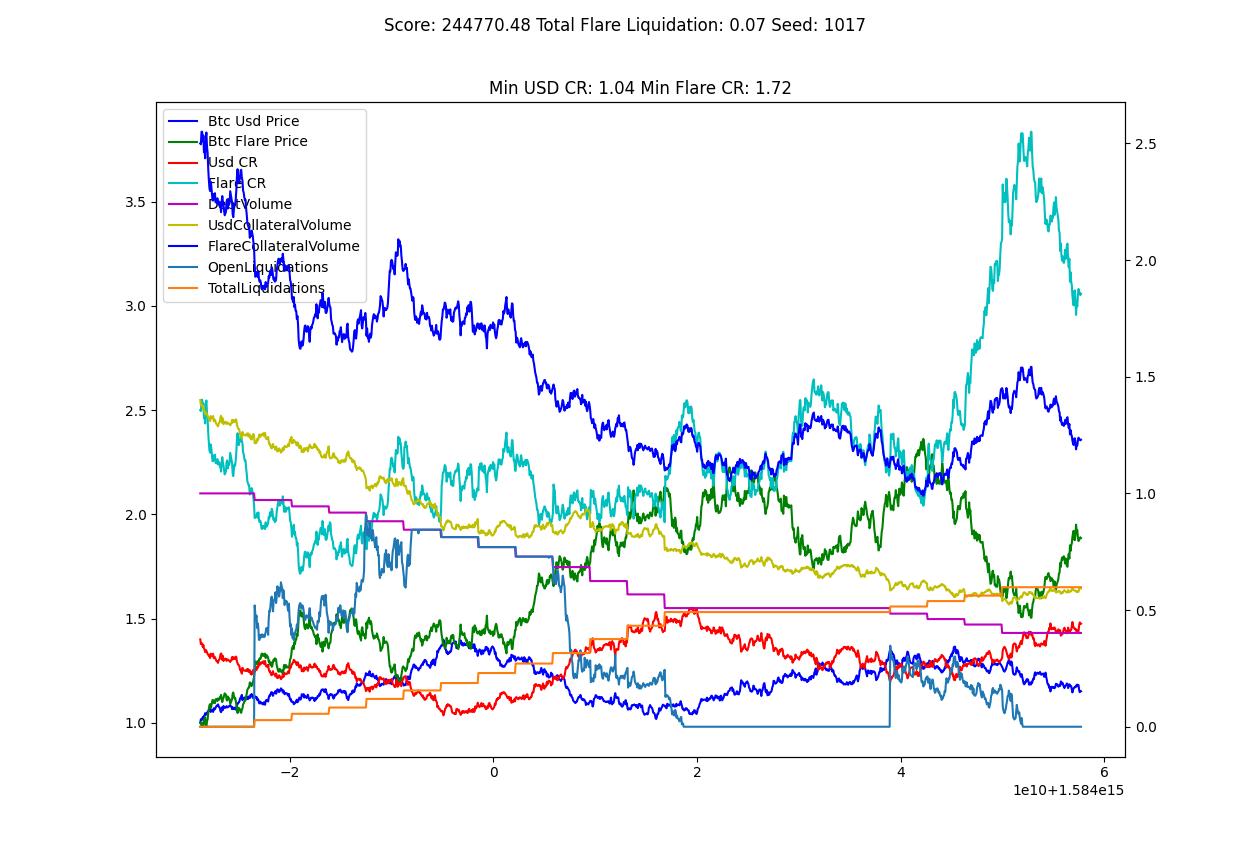 Score: 244770.48 Total Flare Liquidation: 0.07 Seed: 1017
Min USD CR: 1.04 Min Flare CR: 1.72
Btc Usd Price
Btc Flare Price
Usd CR
Flare CR
DebtVolume
UsdCollateralVolume
FlareCollateralVolume
OpenLiquidations
TotalLiquidations
3.5
3.0
2.5
2.0
1.5
1.0
2.5
2.0
1.5
1.0
0.5
0.0
−2 0 2 4 6
1e10+1.584e15